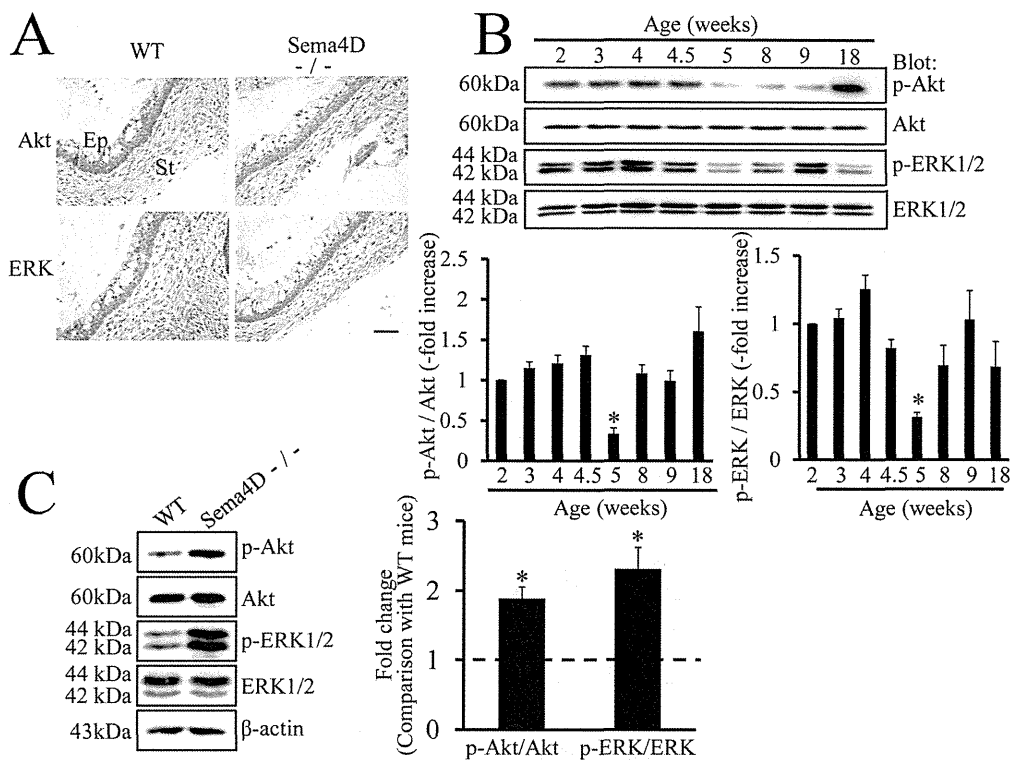 A
WT
Sema4D
- / -
Akt
Ep
St
ERK
B
Age (weeks)
2 3 4 4.5 5 8 9 18
Blot:
60kDa p-Akt
60kDa Akt
44 kDa
42 kDa
p-ERK1/2
44 kDa
42 kDa
ERK1/2
p-Akt / Akt (-fold increase)
2.5
2
1.5
1
0.5
0
*
2 3 4 4.5 5 8 9 18
Age (weeks)
p-ERK / ERK (-fold increase)
1.5
1
0.5
0
*
2 3 4 4.5 5 8 9 18
Age (weeks)
C
WT
Sema4D - / -
60kDa p-Akt
60kDa Akt
44 kDa
42 kDa
p-ERK1/2
44 kDa
42 kDa
ERK1/2
43kDa β-actin
Fold change
(Comparison with WT mice)
3
2
1
0
* *
p-Akt/Akt p-ERK/ERK